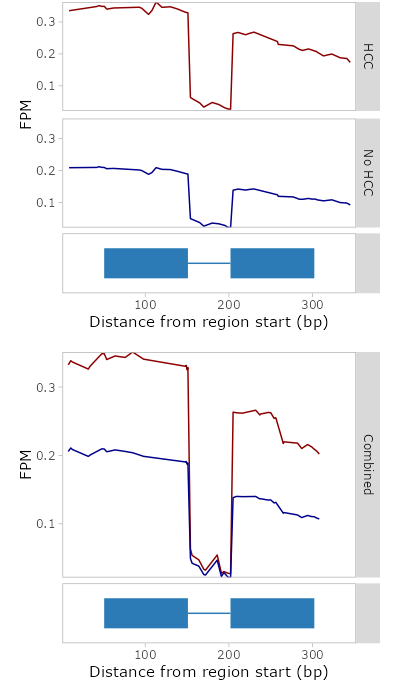 0.3
0.2
0.1
HCC
FPM
0.3
0.2
0.1
No HCC
100 200 300
Distance from region start (bp)
0.3
0.2
0.1
FPM
Combined
100 200 300
Distance from region start (bp)